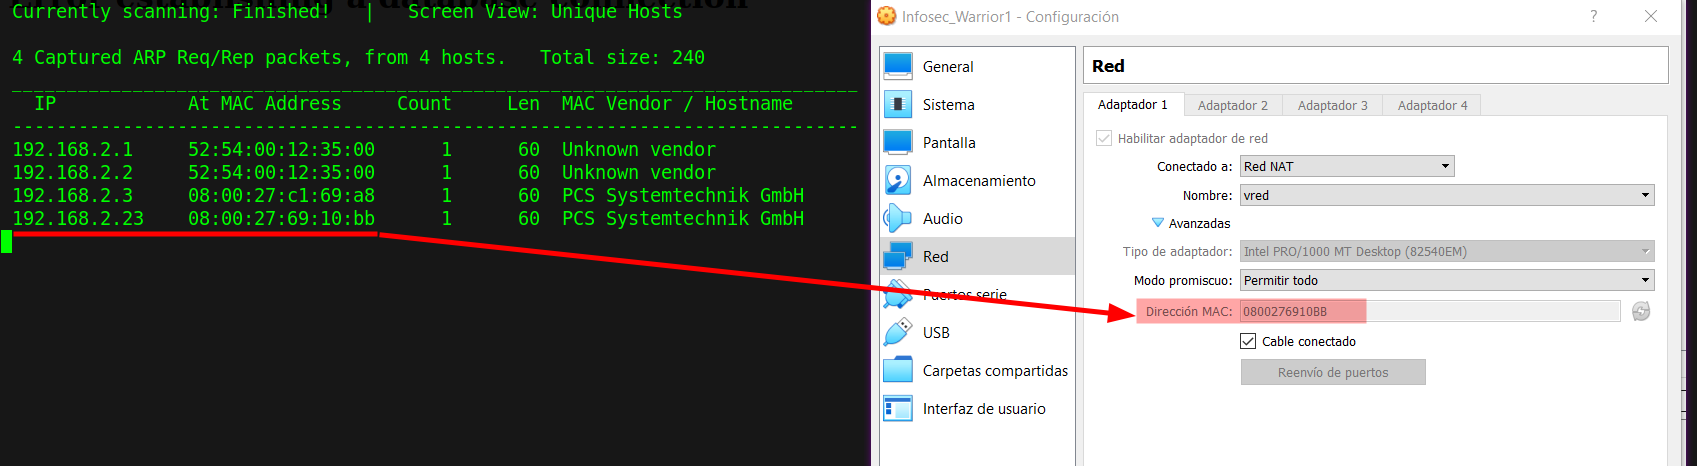 Currently scanning: Finished!   |   Screen View: Unique Hosts
4 Captured ARP Req/Rep packets, from 4 hosts.   Total size: 240
IP            At MAC Address     Count     Len  MAC Vendor / Hostname
192.168.2.1     52:54:00:12:35:00      1      60  Unknown vendor
192.168.2.2     52:54:00:12:35:00      1      60  Unknown vendor
192.168.2.3     08:00:27:c1:69:a8      1      60  PCS Systemtechnik GmbH
192.168.2.23    08:00:27:69:10:bb      1      60  PCS Systemtechnik GmbH
Infosec_Warrior1 - Configuración
General
Sistema
Pantalla
Almacenamiento
Audio
Red
Puertos serie
USB
Carpetas compartidas
Interfaz de usuario
Red
Adaptador 1 Adaptador 2 Adaptador 3 Adaptador 4
Habilitar adaptador de red
Conectado a: Red NAT
Nombre: vred
Avanzadas
Tipo de adaptador: Intel PRO/1000 MT Desktop (82540EM)
Modo promiscuo: Permitir todo
Dirección MAC: 0800276910BB
Cable conectado
Reenvío de puertos